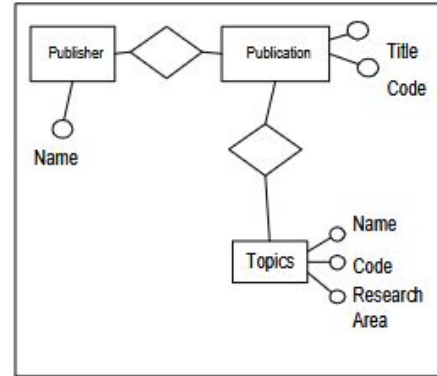 Publisher
Publication
Title
Code
Name
Topics
Name
Code
Research
Area